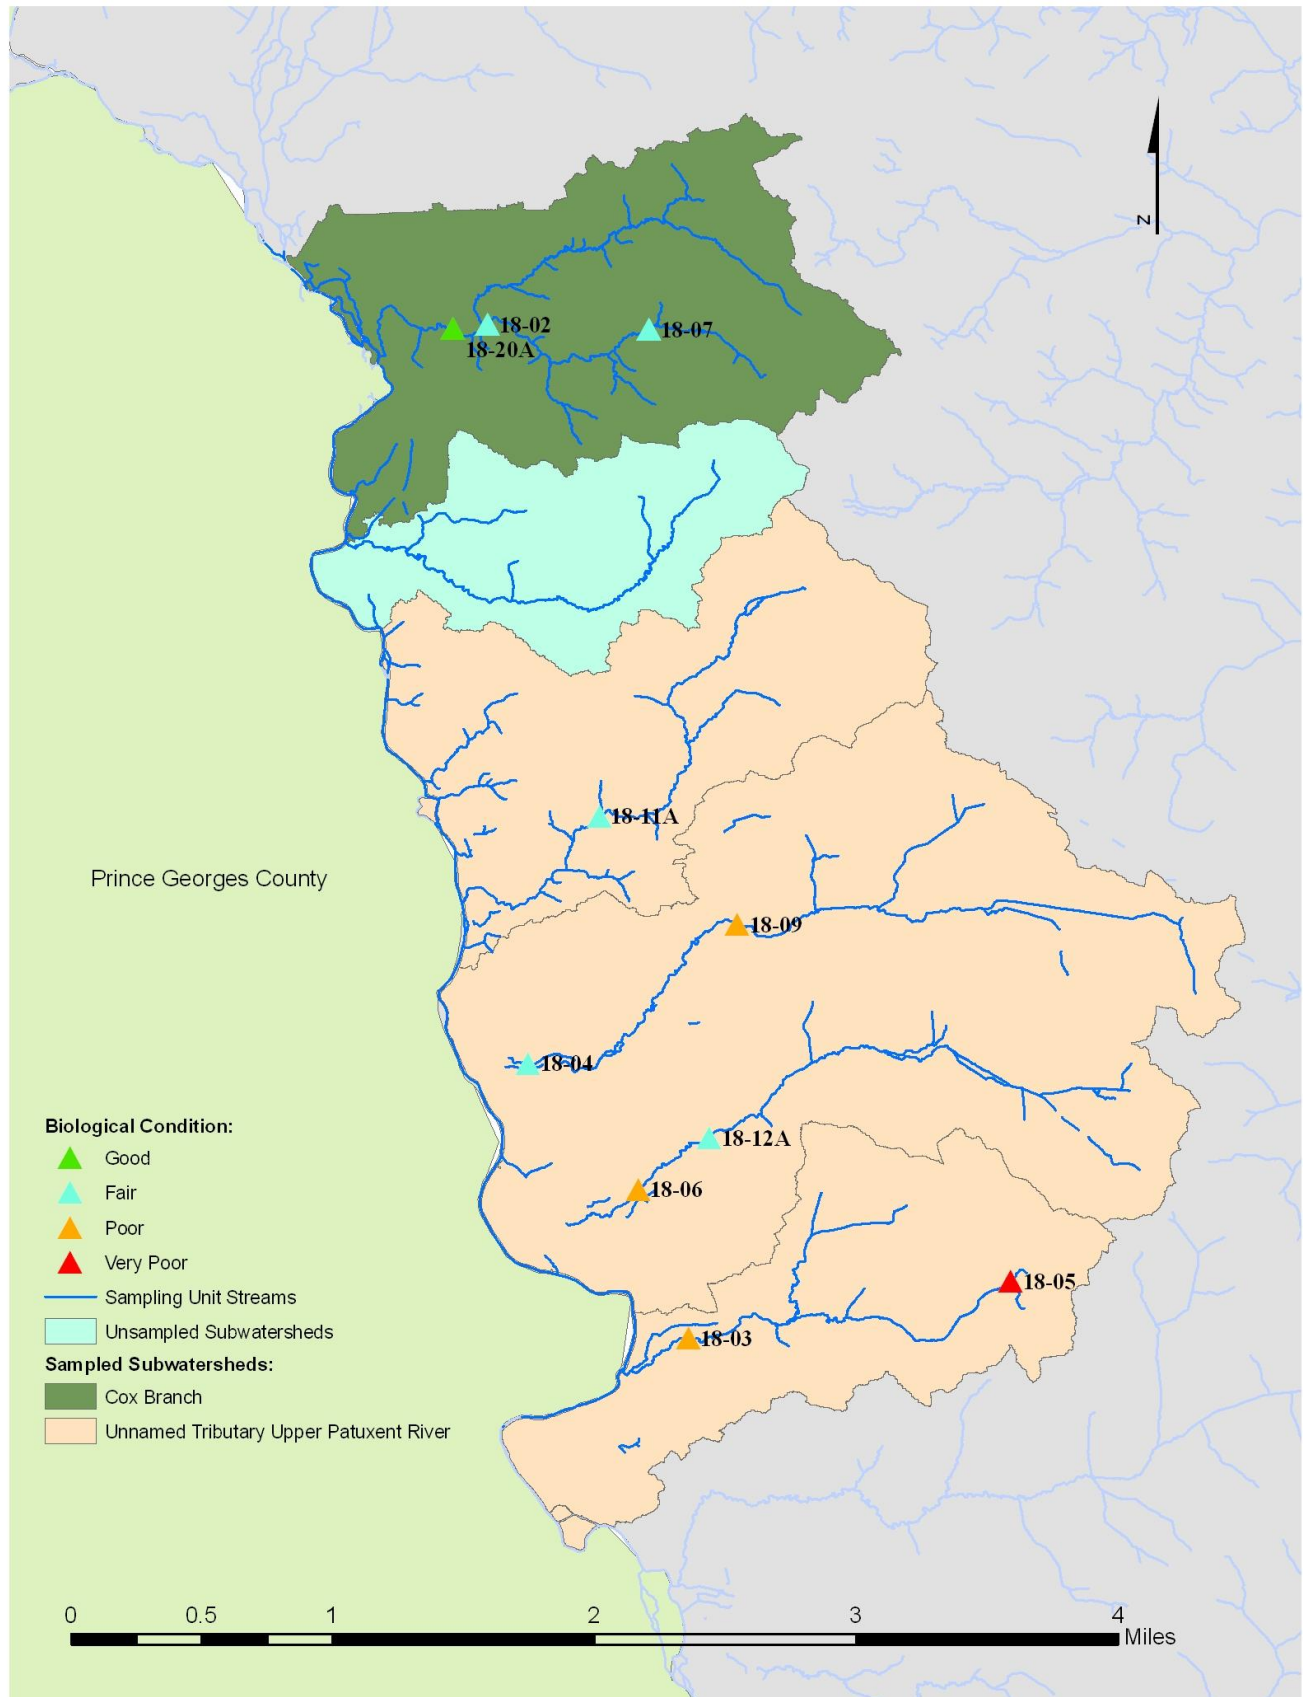 N
18-02
18-07
18-20A
18-11A
Prince Georges County
18-09
18-04
18-12A
18-06
18-05
18-03
Biological Condition:
Good
Fair
Poor
Very Poor
Sampling Unit Streams
Unsampled Subwatersheds
Sampled Subwatersheds:
Cox Branch
Unnamed Tributary Upper Patuxent River
0 0.5 1 2 3 4
Miles